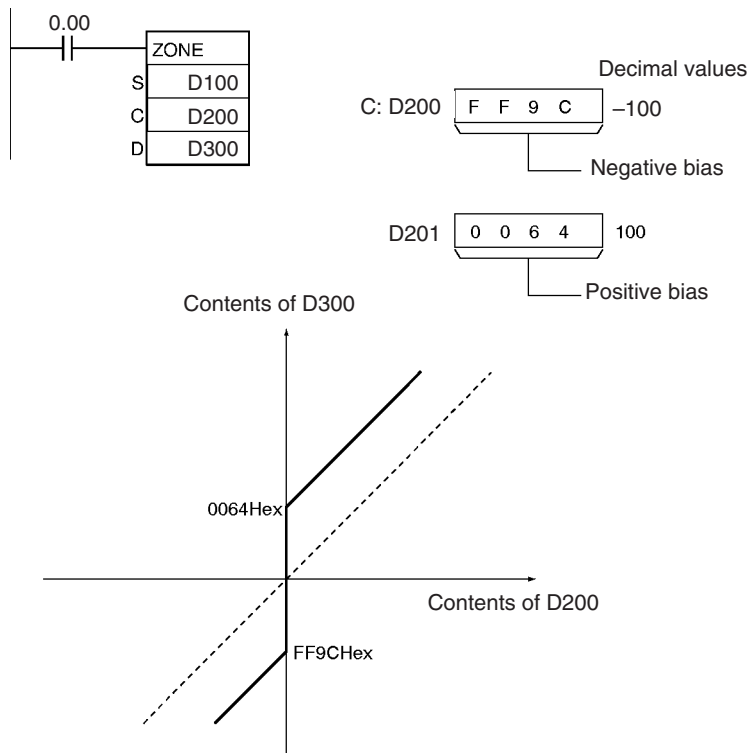 0.00
ZONE
S D100
C D200
D D300
Decimal values
C: D200 F F 9 C –100
Negative bias
D201 0 0 6 4 100
Positive bias
Contents of D300
0064Hex
Contents of D200
FF9CHex